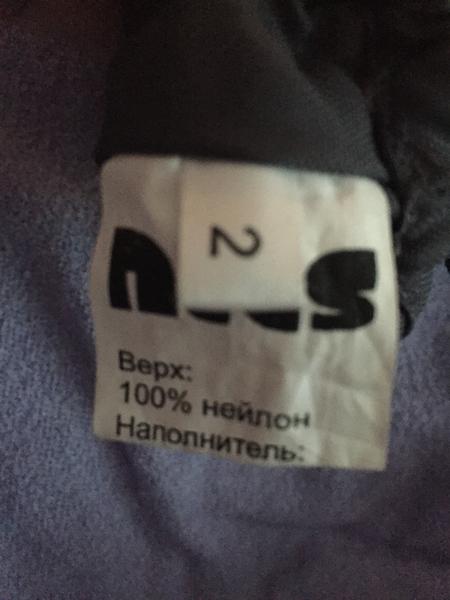 2
Верх:
100% нейлон
Наполнитель: